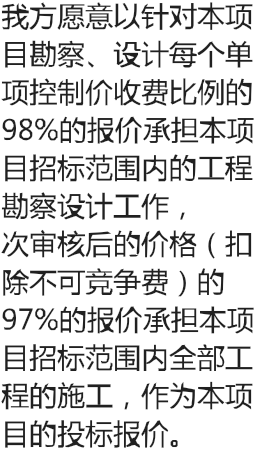 我方愿意以针对本项
目勘察、设计每个单
项控制价收费比例的
98%的报价承担本项
目招标范围内的工程
勘察设计工作，
次审核后的价格（扣
除不可竞争费）的
97%的报价承担本项
目招标范围内全部工
程的施工，作为本项
目的投标报价。